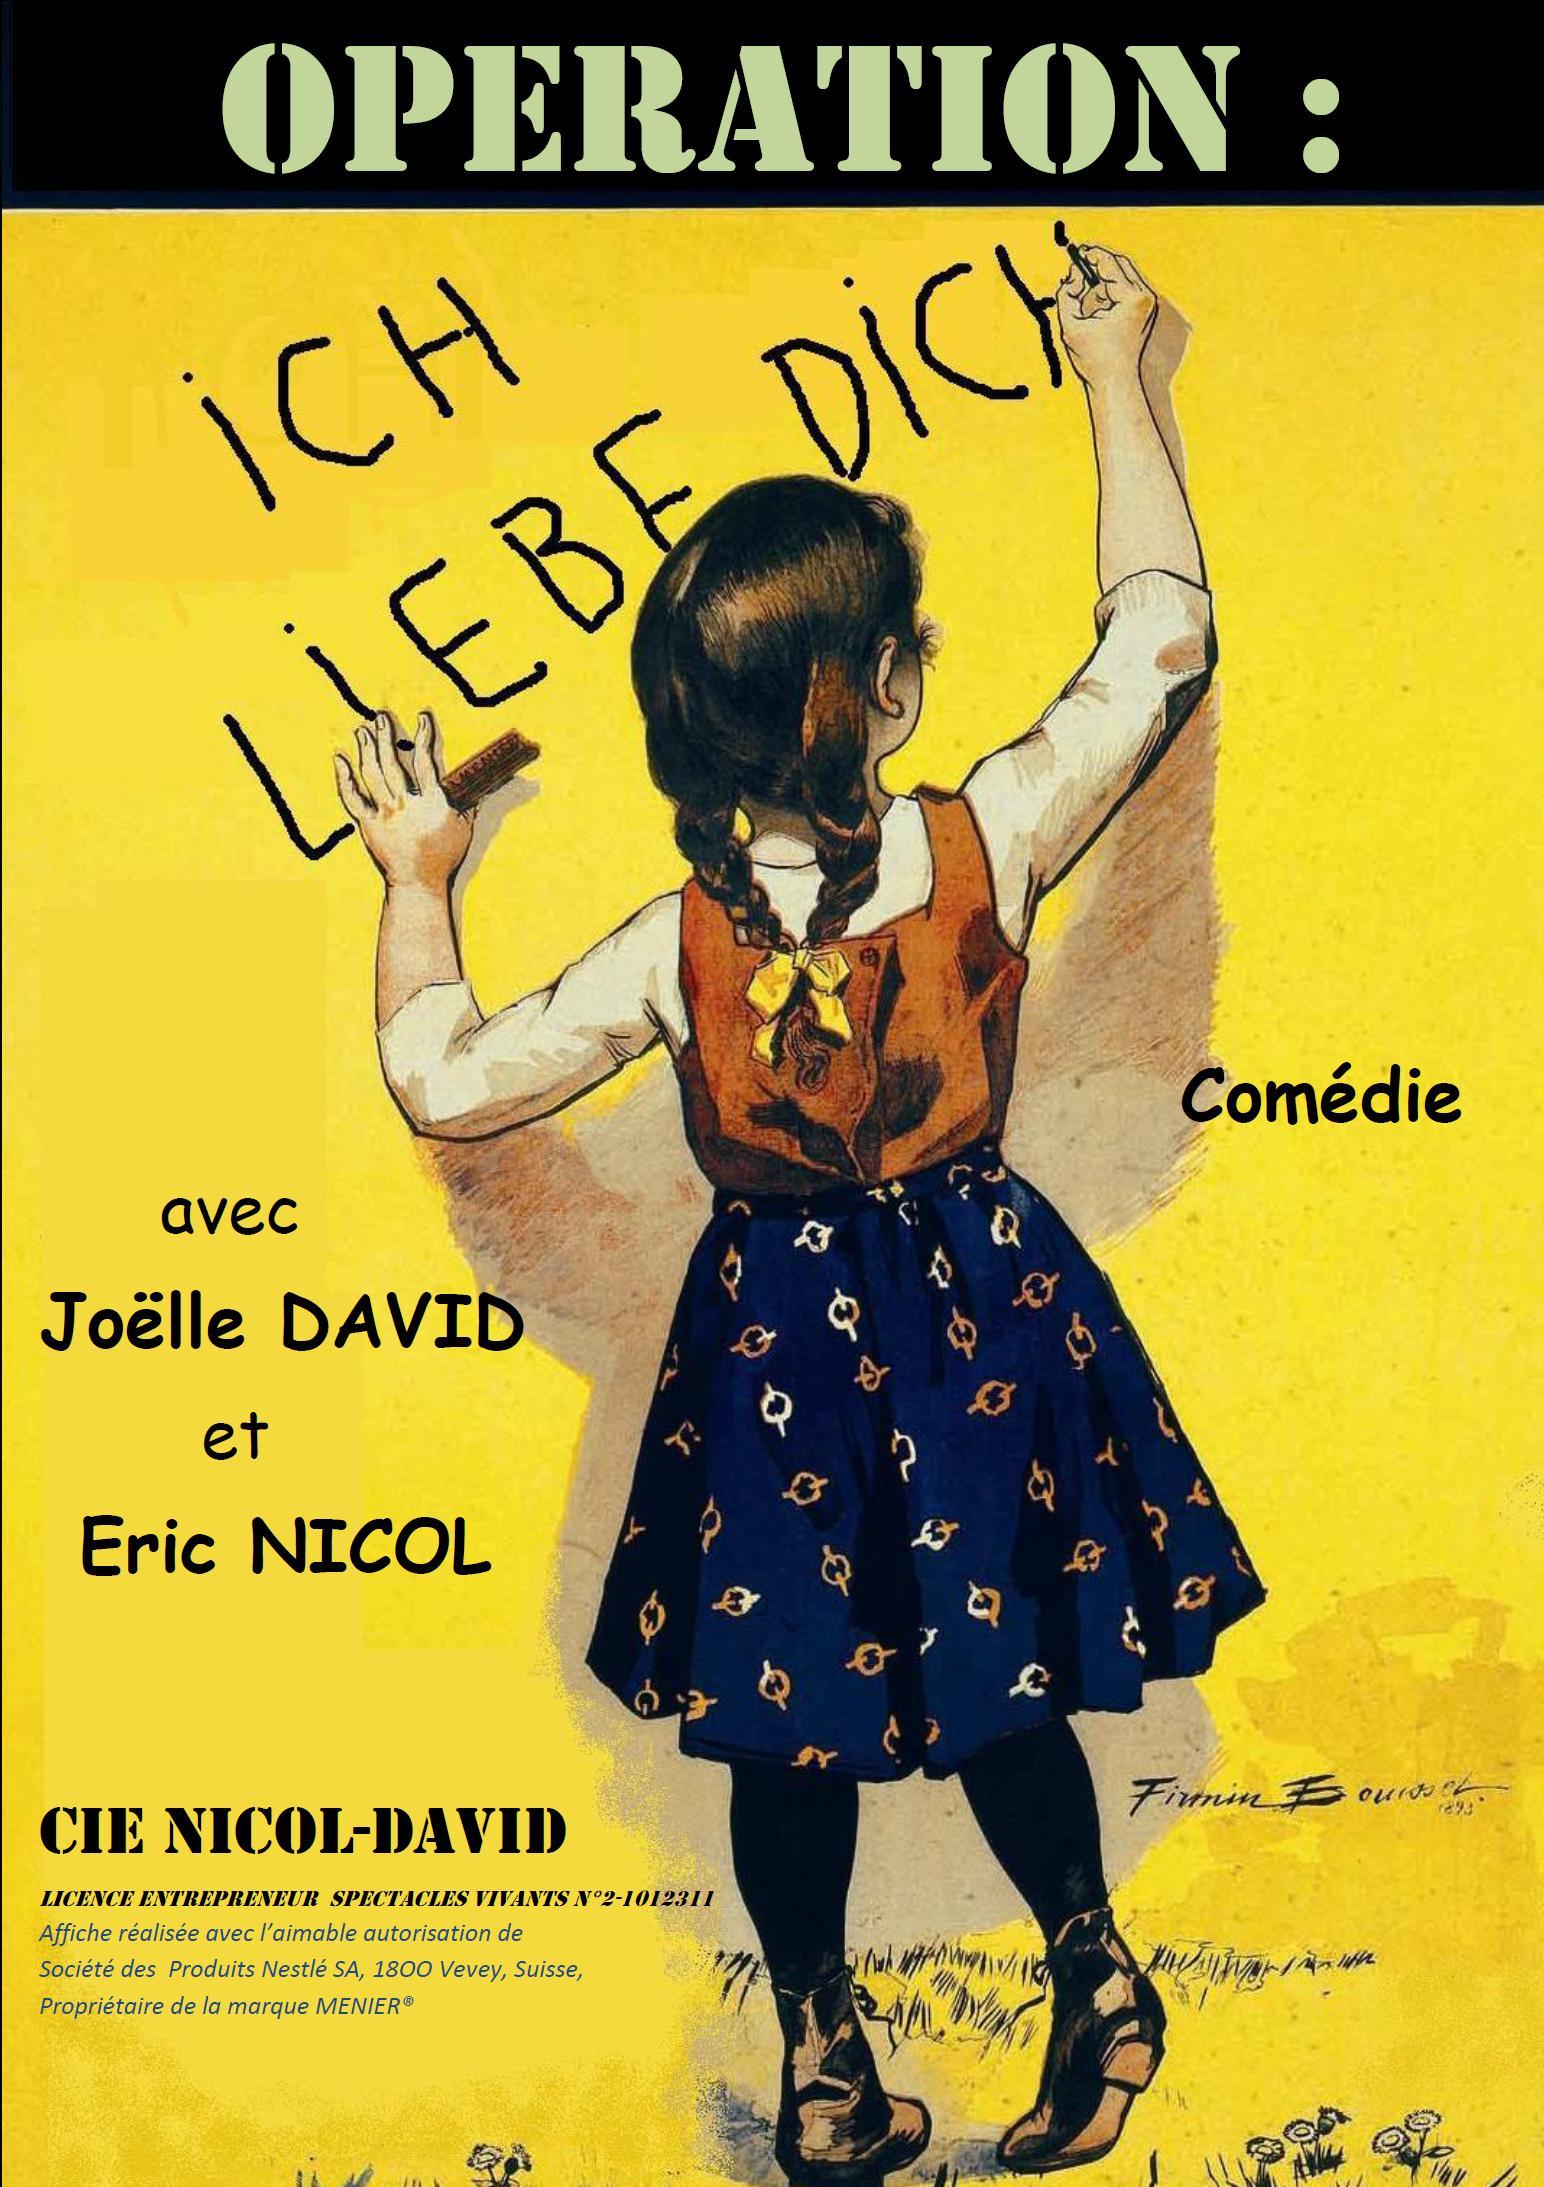 OPERATION :
iCH
LiEBE DiCH
Comédie
avec
Joëlle DAVID
et
Eric NICOL
Firmin Bouisset
1893
CIE NICOL-DAVID
LICENCE ENTREPRENEUR SPECTACLES VIVANTS N°2-1012311
Affiche réalisée avec l’aimable autorisation de
Société des Produits Nestlé SA, 1800 Vevey, Suisse,
Propriétaire de la marque MENIER®